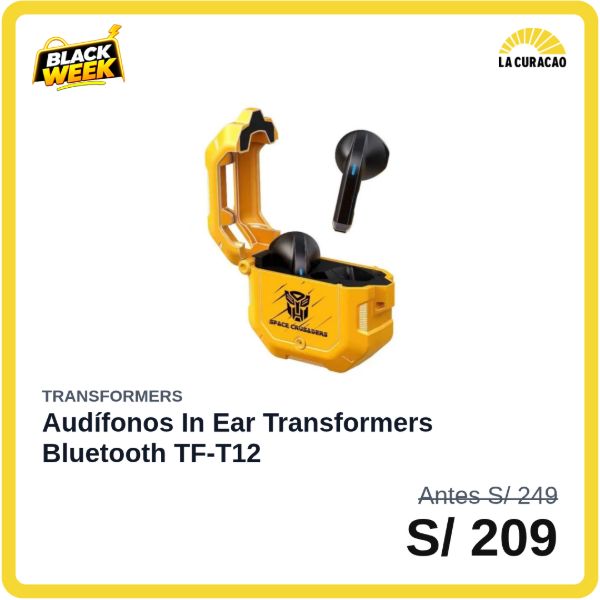 BLACK
WEEK
LA CURACAO
SPACE CRUSADERS
TRANSFORMERS
Audífonos In Ear Transformers
Bluetooth TF-T12
Antes S/ 249
S/ 209